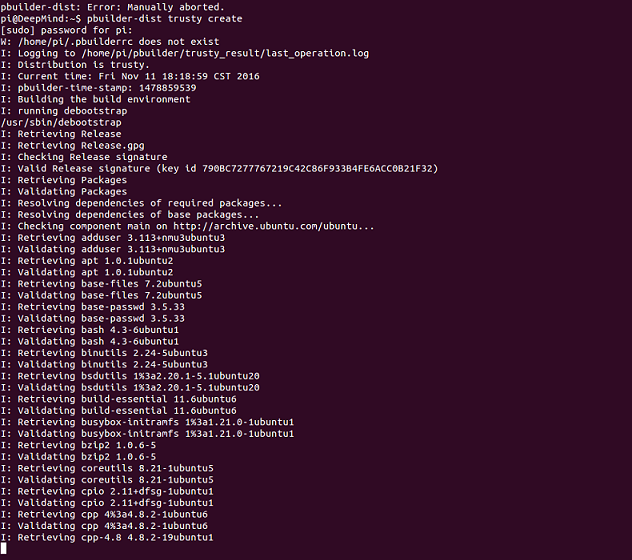 pbuilder-dist: Error: Manually aborted.
pi@DeepMind:~$ pbuilder-dist trusty create
[sudo] password for pi:
W: /home/pi/.pbuilderrc does not exist
I: Logging to /home/pi/pbuilder/trusty_result/last_operation.log
I: Distribution is trusty.
I: Current time: Fri Nov 11 18:18:59 CST 2016
I: pbuilder-time-stamp: 1478859539
I: Building the build environment
I: running debootstrap
/usr/sbin/debootstrap
I: Retrieving Release
I: Retrieving Release.gpg
I: Checking Release signature
I: Valid Release signature (key id 790BC7277767219C42C86F933B4FE6ACC0B21F32)
I: Retrieving Packages
I: Validating Packages
I: Resolving dependencies of required packages...
I: Resolving dependencies of base packages...
I: Checking component main on http://archive.ubuntu.com/ubuntu...
I: Retrieving adduser 3.113+nmu3ubuntu3
I: Validating adduser 3.113+nmu3ubuntu3
I: Retrieving apt 1.0.1ubuntu2
I: Validating apt 1.0.1ubuntu2
I: Retrieving base-files 7.2ubuntu5
I: Validating base-files 7.2ubuntu5
I: Retrieving base-passwd 3.5.33
I: Validating base-passwd 3.5.33
I: Retrieving bash 4.3-6ubuntu1
I: Validating bash 4.3-6ubuntu1
I: Retrieving binutils 2.24-5ubuntu3
I: Validating binutils 2.24-5ubuntu3
I: Retrieving bsdutils 1%3a2.20.1-5.1ubuntu20
I: Validating bsdutils 1%3a2.20.1-5.1ubuntu20
I: Retrieving build-essential 11.6ubuntu6
I: Validating build-essential 11.6ubuntu6
I: Retrieving busybox-initramfs 1%3a1.21.0-1ubuntu1
I: Validating busybox-initramfs 1%3a1.21.0-1ubuntu1
I: Retrieving bzip2 1.0.6-5
I: Validating bzip2 1.0.6-5
I: Retrieving coreutils 8.21-1ubuntu5
I: Validating coreutils 8.21-1ubuntu5
I: Retrieving cpio 2.11+dfsg-1ubuntu1
I: Validating cpio 2.11+dfsg-1ubuntu1
I: Retrieving cpp 4%3a4.8.2-1ubuntu6
I: Validating cpp 4%3a4.8.2-1ubuntu6
I: Retrieving cpp-4.8 4.8.2-19ubuntu1